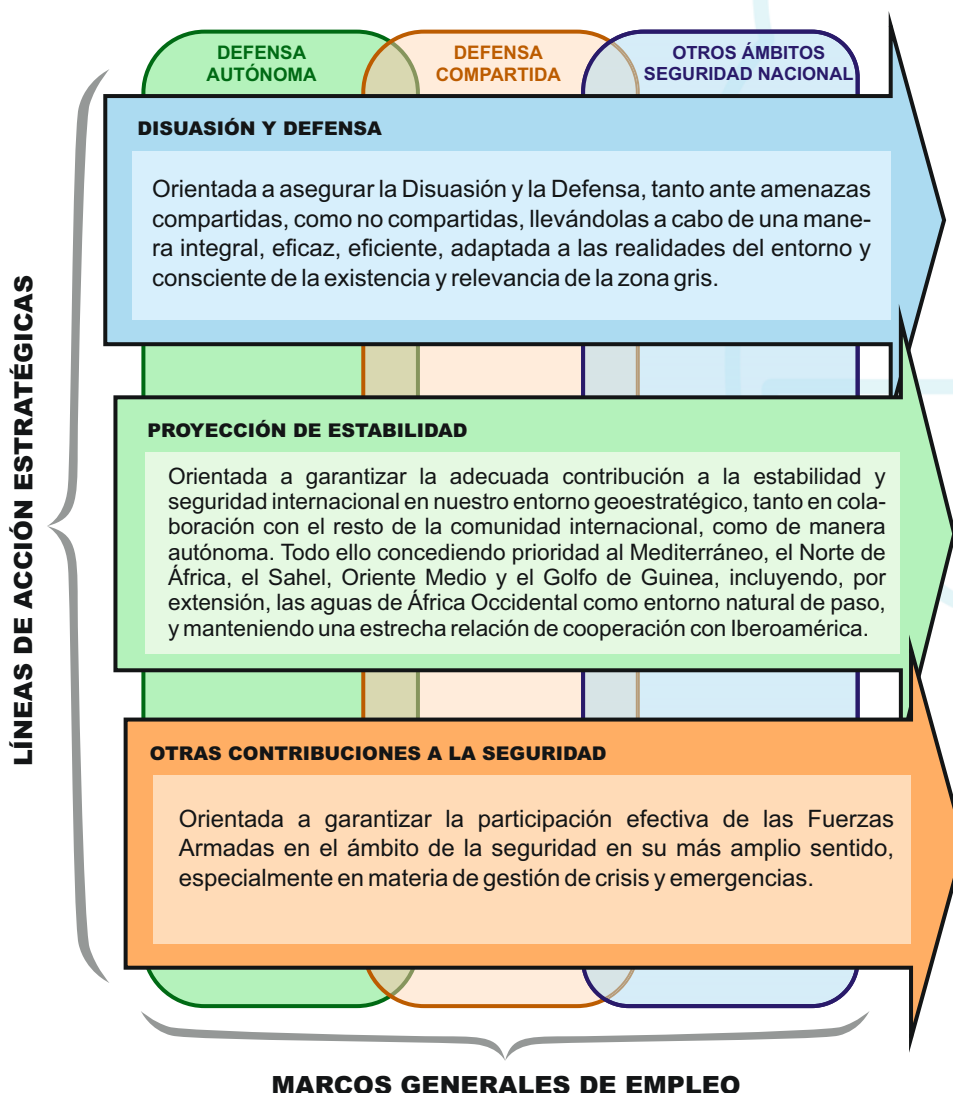 DEFENSA
AUTÓNOMA
DEFENSA
COMPARTIDA
OTROS ÁMBITOS
SEGURIDAD NACIONAL
DISUASIÓN Y DEFENSA
Orientada a asegurar la Disuasión y la Defensa, tanto ante amenazas
compartidas, como no compartidas, llevándolas a cabo de una mane-
ra integral, eficaz, eficiente, adaptada a las realidades del entorno y
consciente de la existencia y relevancia de la zona gris.
PROYECCIÓN DE ESTABILIDAD
Orientada a garantizar la adecuada contribución a la estabilidad y
seguridad internacional en nuestro entorno geoestratégico, tanto en cola-
boración con el resto de la comunidad internacional, como de manera
autónoma. Todo ello concediendo prioridad al Mediterráneo, el Norte de
África, el Sahel, Oriente Medio y el Golfo de Guinea, incluyendo, por
extensión, las aguas de África Occidental como entorno natural de paso,
y manteniendo una estrecha relación de cooperación con Iberoamérica.
OTRAS CONTRIBUCIONES A LA SEGURIDAD
Orientada a garantizar la participación efectiva de las Fuerzas
Armadas en el ámbito de la seguridad en su más amplio sentido,
especialmente en materia de gestión de crisis y emergencias.
LÍNEAS DE ACCIÓN ESTRATÉGICAS
MARCOS GENERALES DE EMPLEO